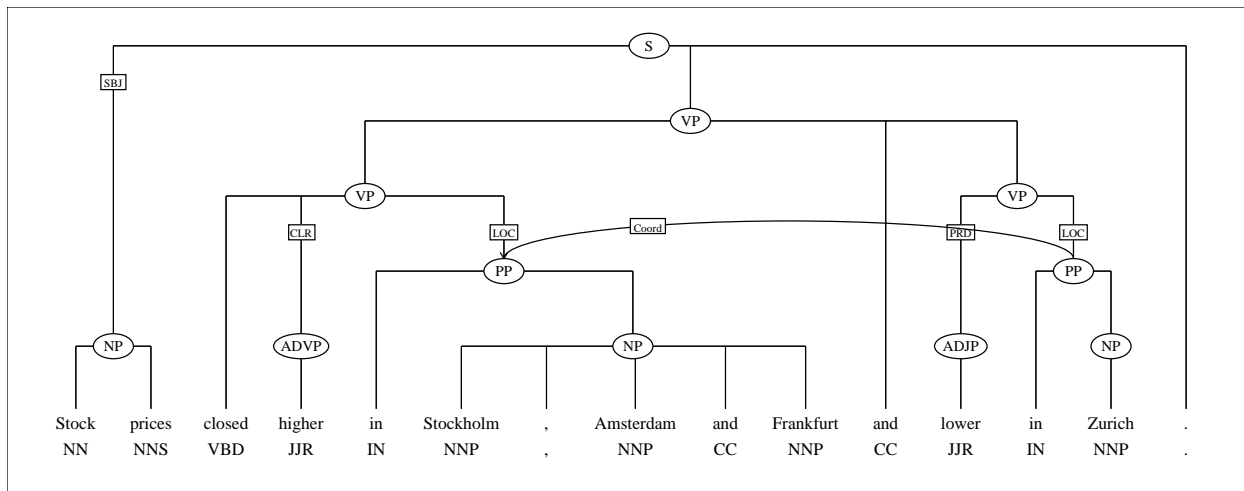 S
SBJ
VP
VP VP
CLR LOC Coord PRD LOC
PP PP
NP ADVP NP ADJP NP
Stock prices closed higher in Stockholm , Amsterdam and Frankfurt and lower in Zurich .
NN NNS VBD JJR IN NNP , NNP CC NNP CC JJR IN NNP .